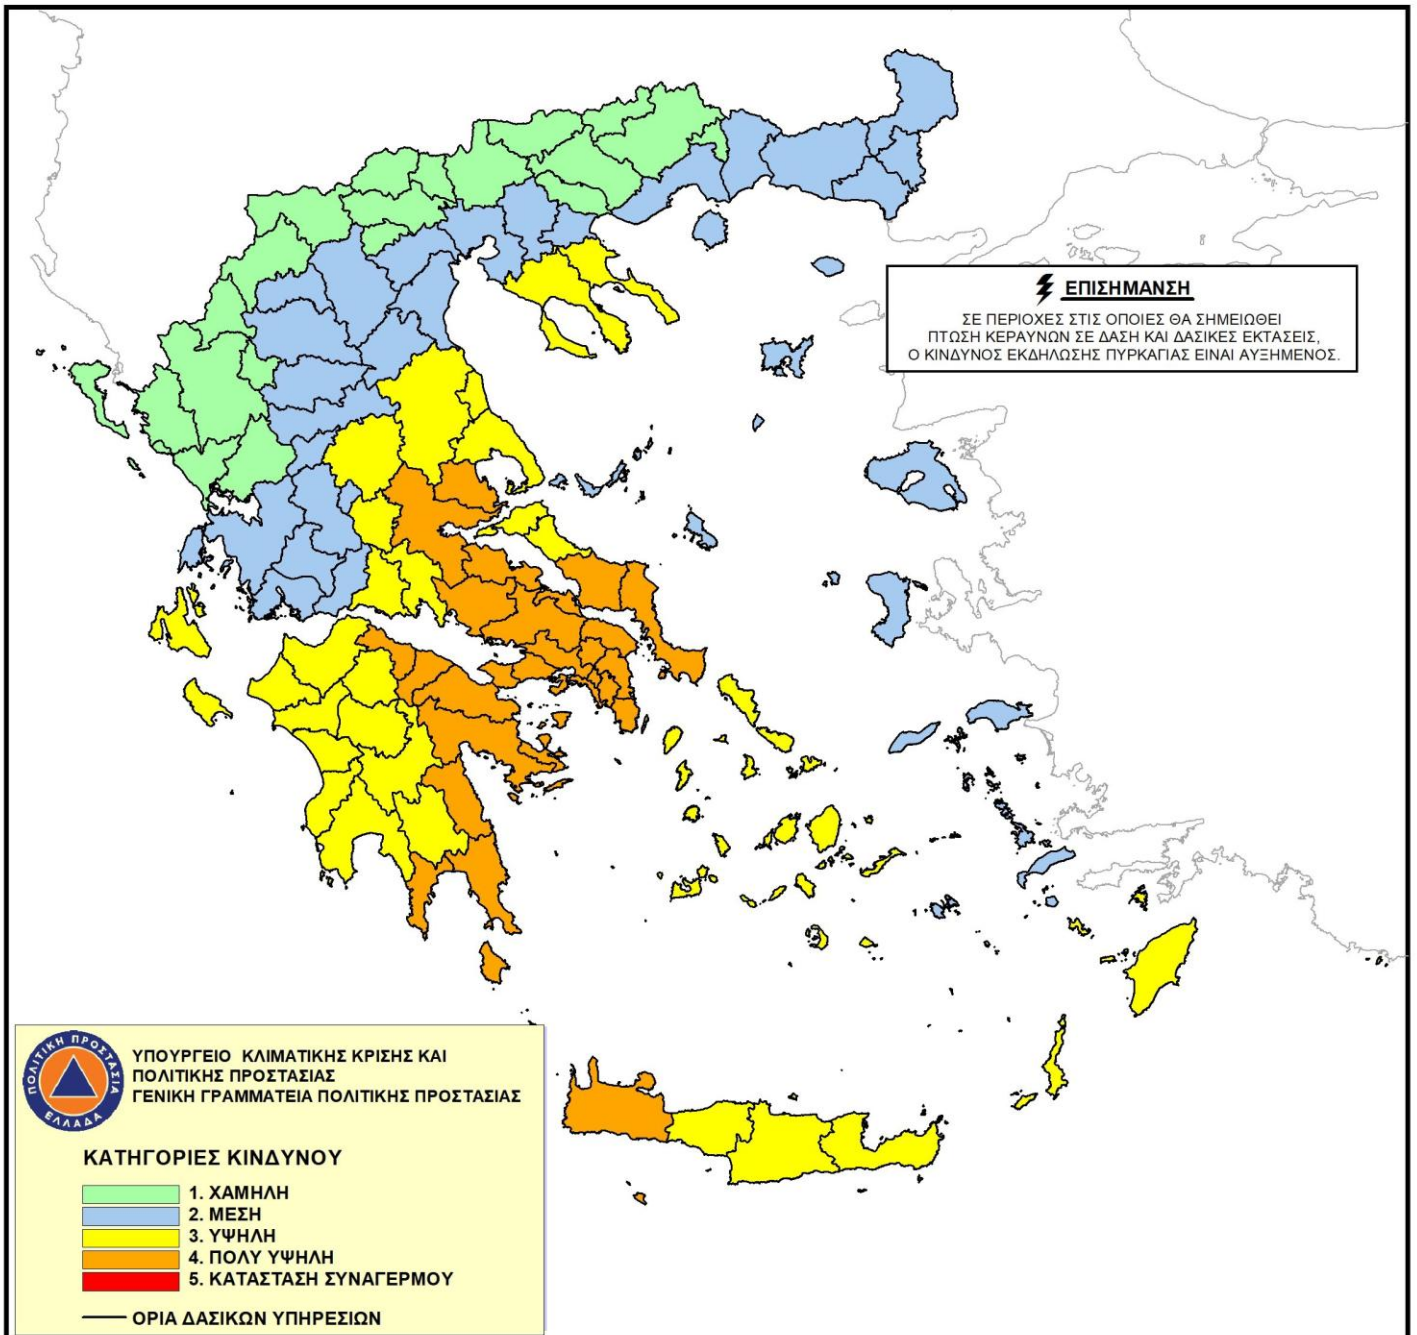 ΕΠΙΣΗΜΑΝΣΗ
ΣΕ ΠΕΡΙΟΧΕΣ ΣΤΙΣ ΟΠΟΙΕΣ ΘΑ ΣΗΜΕΙΩΘΕΙ
ΠΤΩΣΗ ΚΕΡΑΥΝΩΝ ΣΕ ΔΑΣΗ ΚΑΙ ΔΑΣΙΚΕΣ ΕΚΤΑΣΕΙΣ,
Ο ΚΙΝΔΥΝΟΣ ΕΚΔΗΛΩΣΗΣ ΠΥΡΚΑΓΙΑΣ ΕΙΝΑΙ ΑΥΞΗΜΕΝΟΣ.
ΠΟΛΙΤΙΚΗ ΠΡΟΣΤΑΣΙΑ
ΕΛΛΑΔΑ
ΥΠΟΥΡΓΕΙΟ ΚΛΙΜΑΤΙΚΗΣ ΚΡΙΣΗΣ ΚΑΙ
ΠΟΛΙΤΙΚΗΣ ΠΡΟΣΤΑΣΙΑΣ
ΓΕΝΙΚΗ ΓΡΑΜΜΑΤΕΙΑ ΠΟΛΙΤΙΚΗΣ ΠΡΟΣΤΑΣΙΑΣ
ΚΑΤΗΓΟΡΙΕΣ ΚΙΝΔΥΝΟΥ
1. ΧΑΜΗΛΗ
2. ΜΕΣΗ
3. ΥΨΗΛΗ
4. ΠΟΛΥ ΥΨΗΛΗ
5. ΚΑΤΑΣΤΑΣΗ ΣΥΝΑΓΕΡΜΟΥ
ΟΡΙΑ ΔΑΣΙΚΩΝ ΥΠΗΡΕΣΙΩΝ